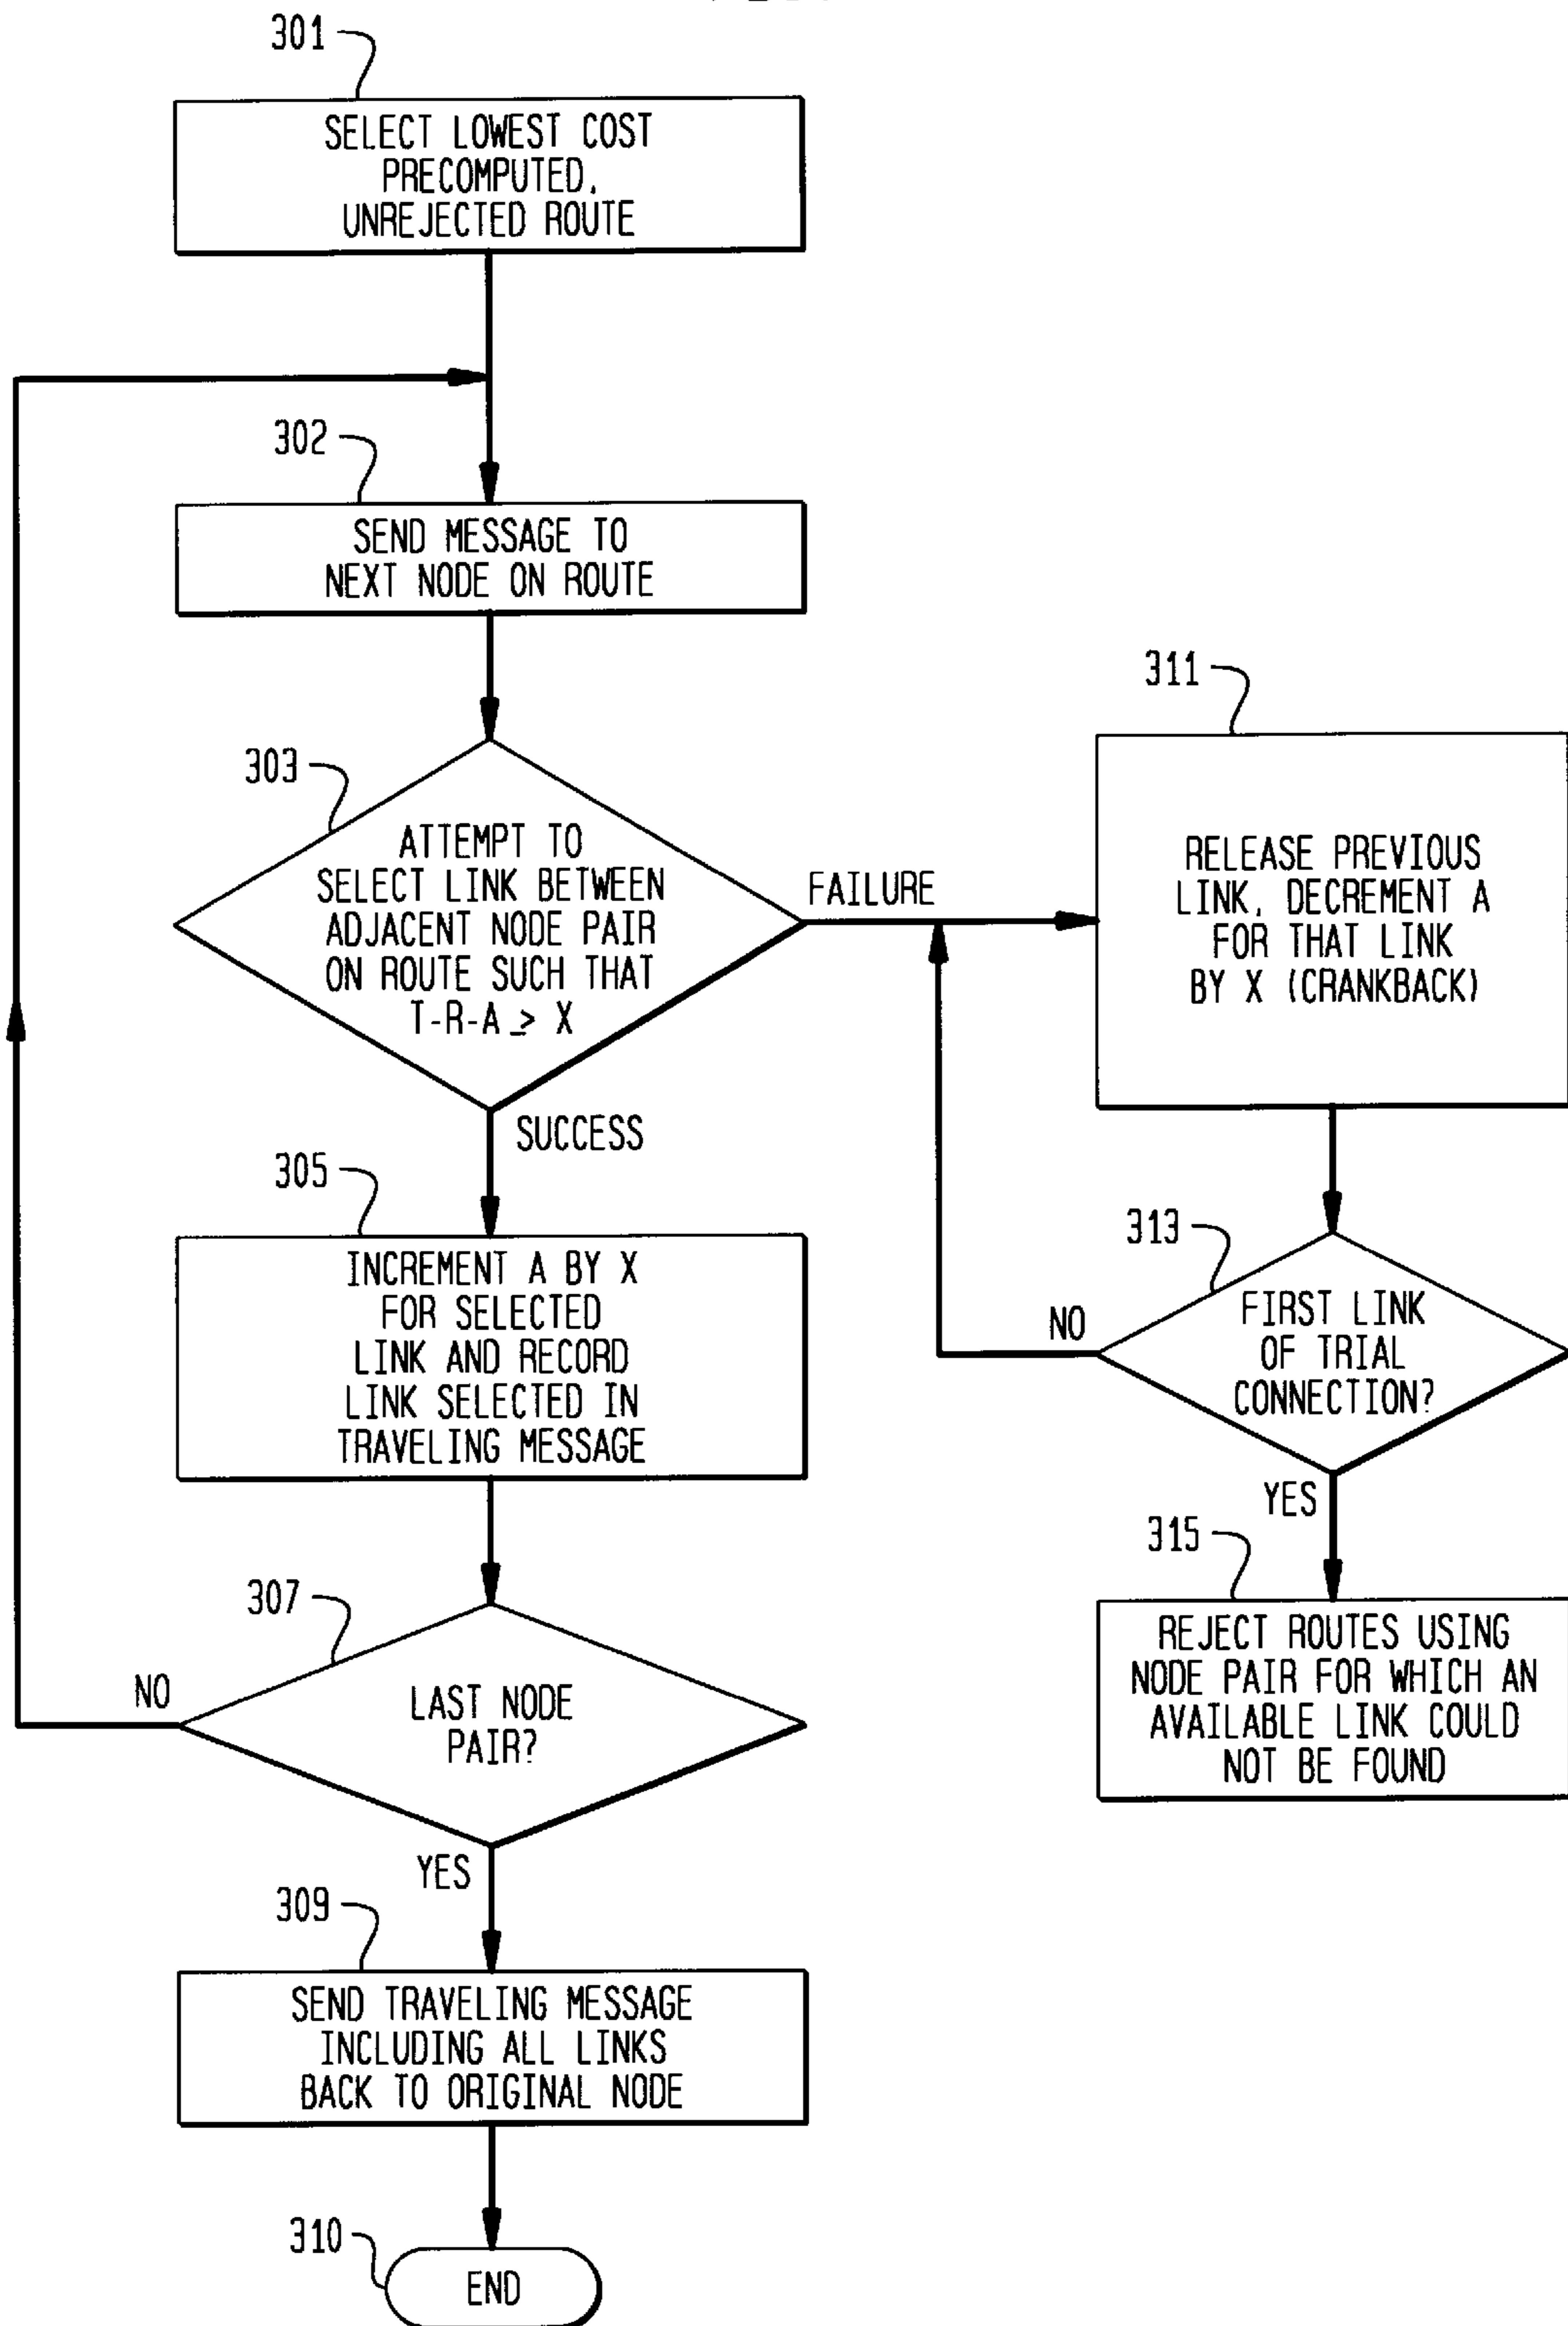 301
SELECT LOWEST COST
PRECOMPUTED,
UNREJECTED ROUTE
302
SEND MESSAGE TO
NEXT NODE ON ROUTE
303
ATTEMPT TO
SELECT LINK BETWEEN
ADJACENT NODE PAIR
ON ROUTE SUCH THAT
T-R-A ≥ X
FAILURE
SUCCESS
311
RELEASE PREVIOUS
LINK, DECREMENT A
FOR THAT LINK
BY X (CRANKBACK)
305
INCREMENT A BY X
FOR SELECTED
LINK AND RECORD
LINK SELECTED IN
TRAVELING MESSAGE
313
FIRST LINK
OF TRIAL
CONNECTION?
NO
YES
307
LAST NODE
PAIR?
NO
YES
315
REJECT ROUTES USING
NODE PAIR FOR WHICH AN
AVAILABLE LINK COULD
NOT BE FOUND
309
SEND TRAVELING MESSAGE
INCLUDING ALL LINKS
BACK TO ORIGINAL NODE
310
END